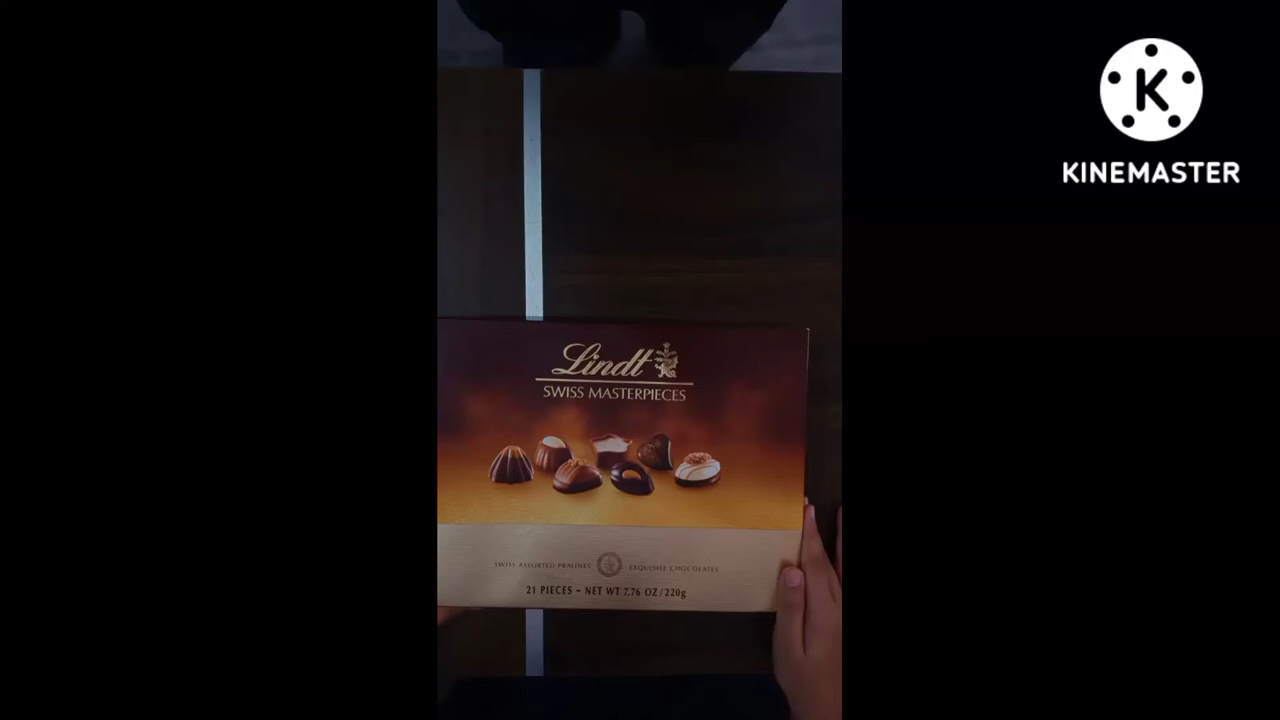 K
KINEMASTER
Lindt
SWISS MASTERPIECES
SWISS ASSORTED PRALINES EXQUISITE CHOCOLATES
21 PIECES – NET WT 7.76 OZ/220g